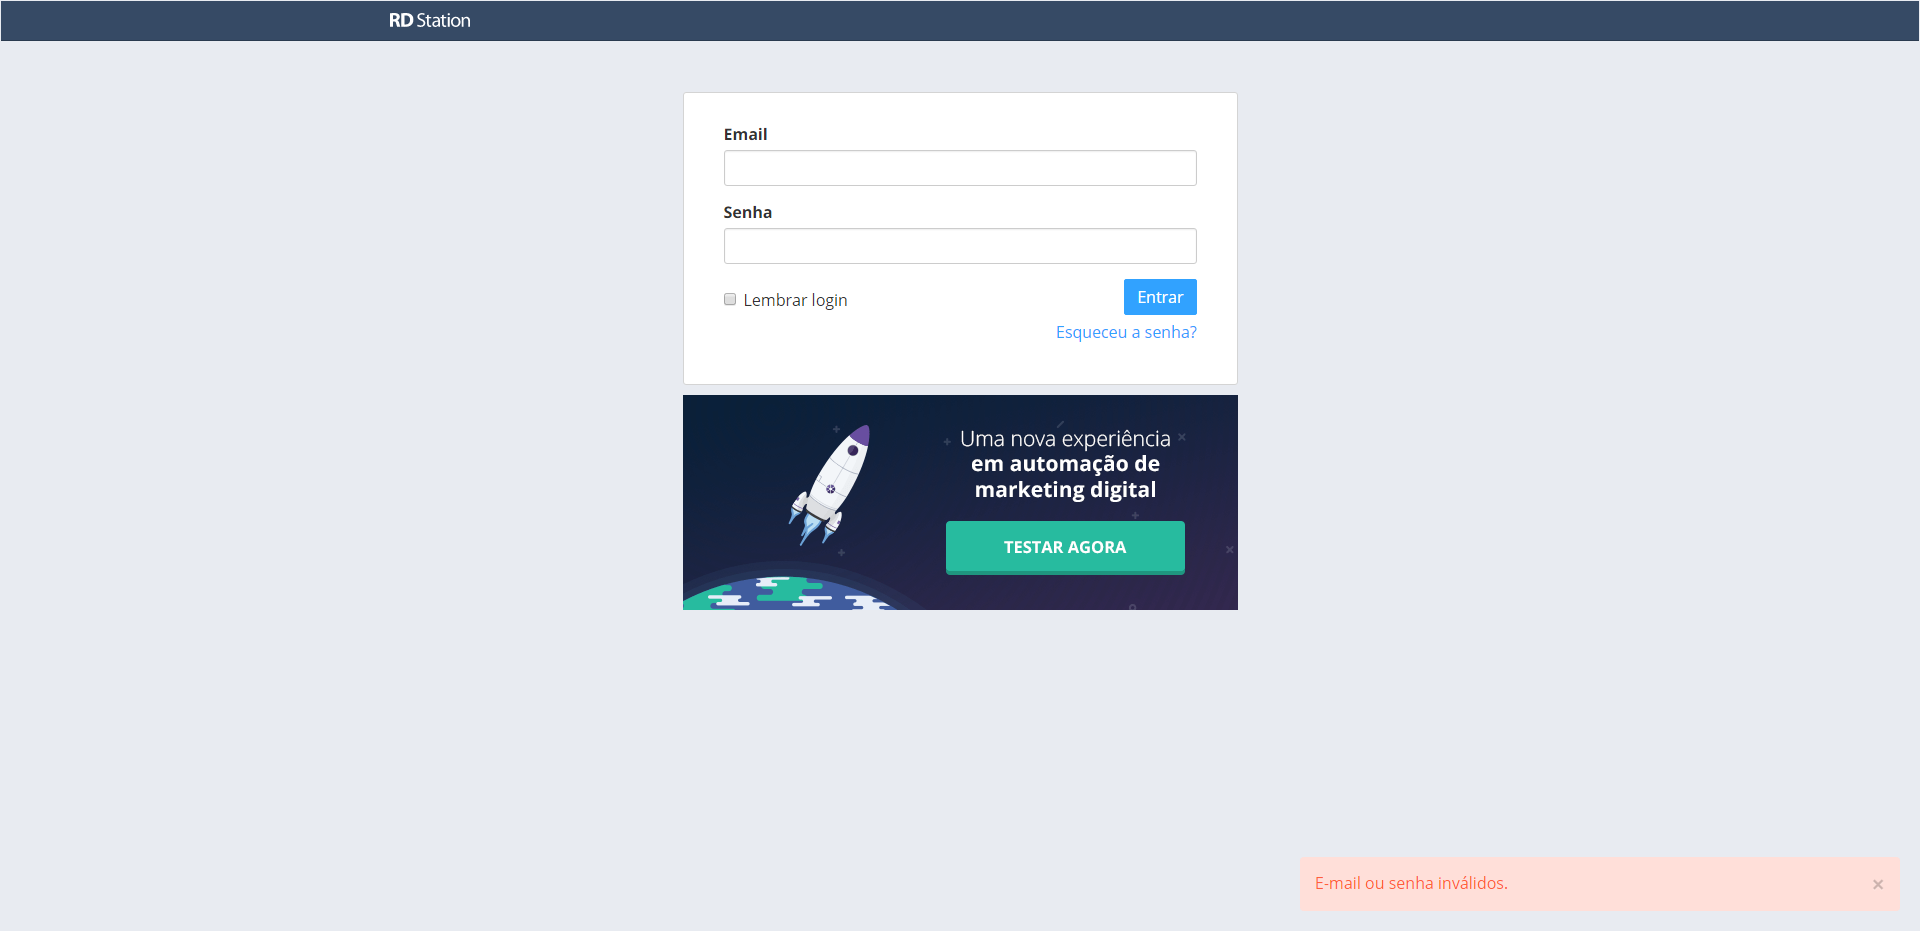 RD Station
Email
Senha
Lembrar login
Entrar
Esqueceu a senha?
Uma nova experiência
em automação de
marketing digital
TESTAR AGORA
E-mail ou senha inválidos.
×